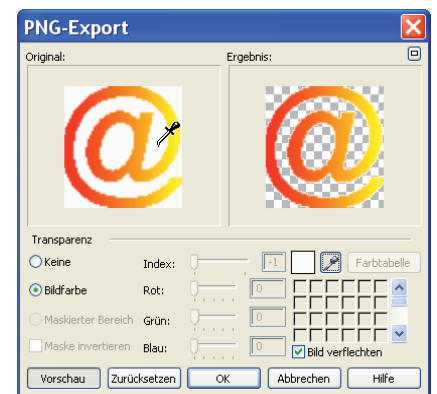 PNG-Export
Original: Ergebnis:
@ @
Transparenz
Keine Index: -1 Farbtabelle
Bildfarbe Rot: 0
Maskierter Bereich Grün: 0
Maske invertieren Blau: 0 Bild verflechten
Vorschau Zurücksetzen OK Abbrechen Hilfe